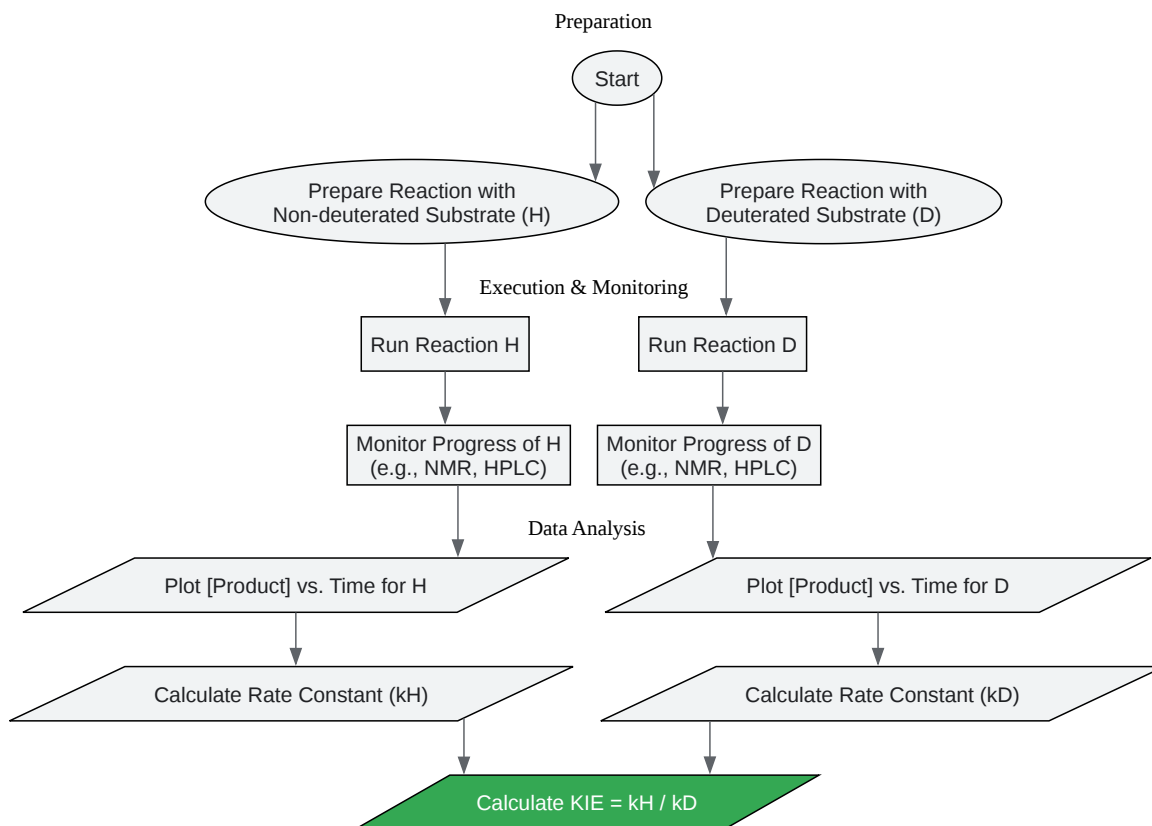 Preparation
Start
Prepare Reaction with
Non-deuterated Substrate (H)
Prepare Reaction with
Deuterated Substrate (D)
Execution & Monitoring
Run Reaction H
Run Reaction D
Monitor Progress of H
(e.g., NMR, HPLC)
Monitor Progress of D
(e.g., NMR, HPLC)
Data Analysis
Plot [Product] vs. Time for H
Plot [Product] vs. Time for D
Calculate Rate Constant (kH)
Calculate Rate Constant (kD)
Calculate KIE = kH / kD